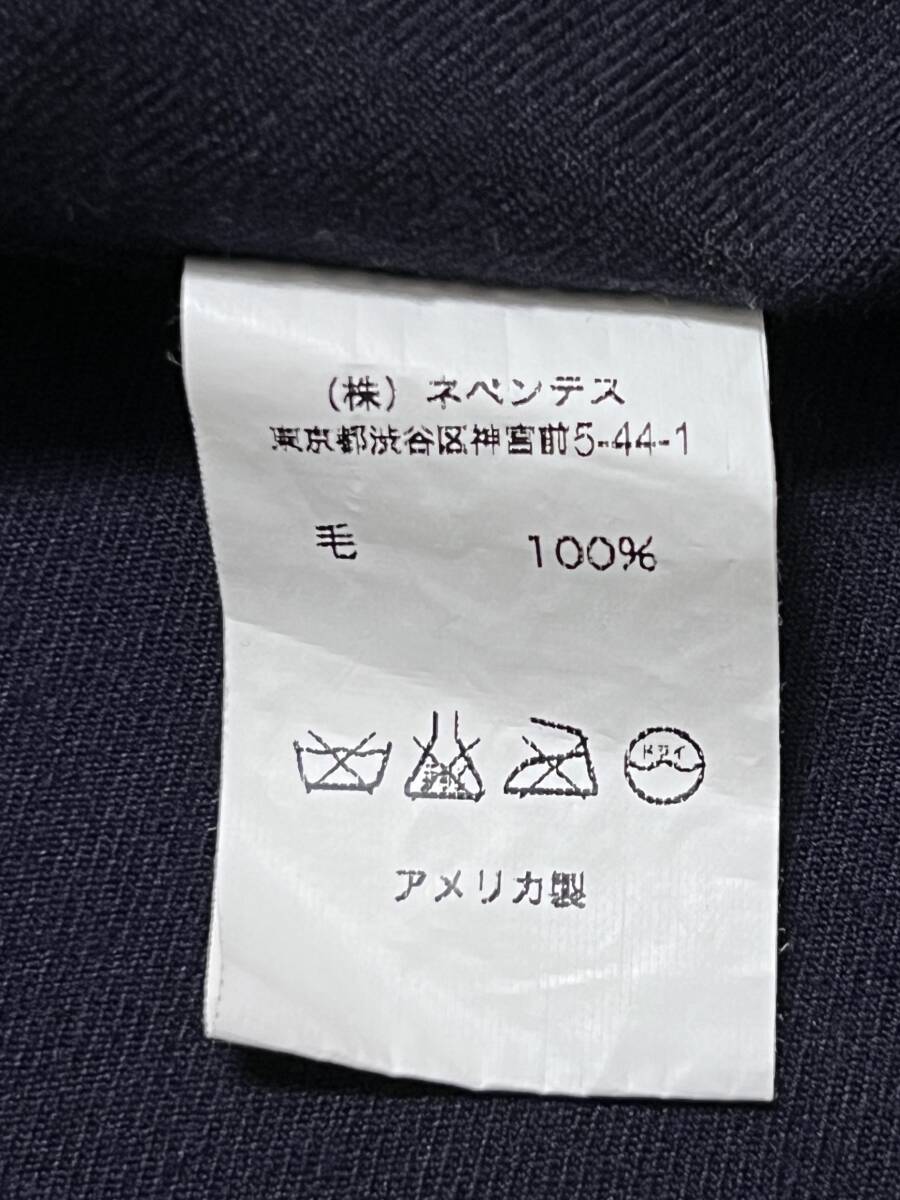 (株) ネペンテス
東京都渋谷区神宮前5-44-1
毛 100%
ドライ
アメリカ製